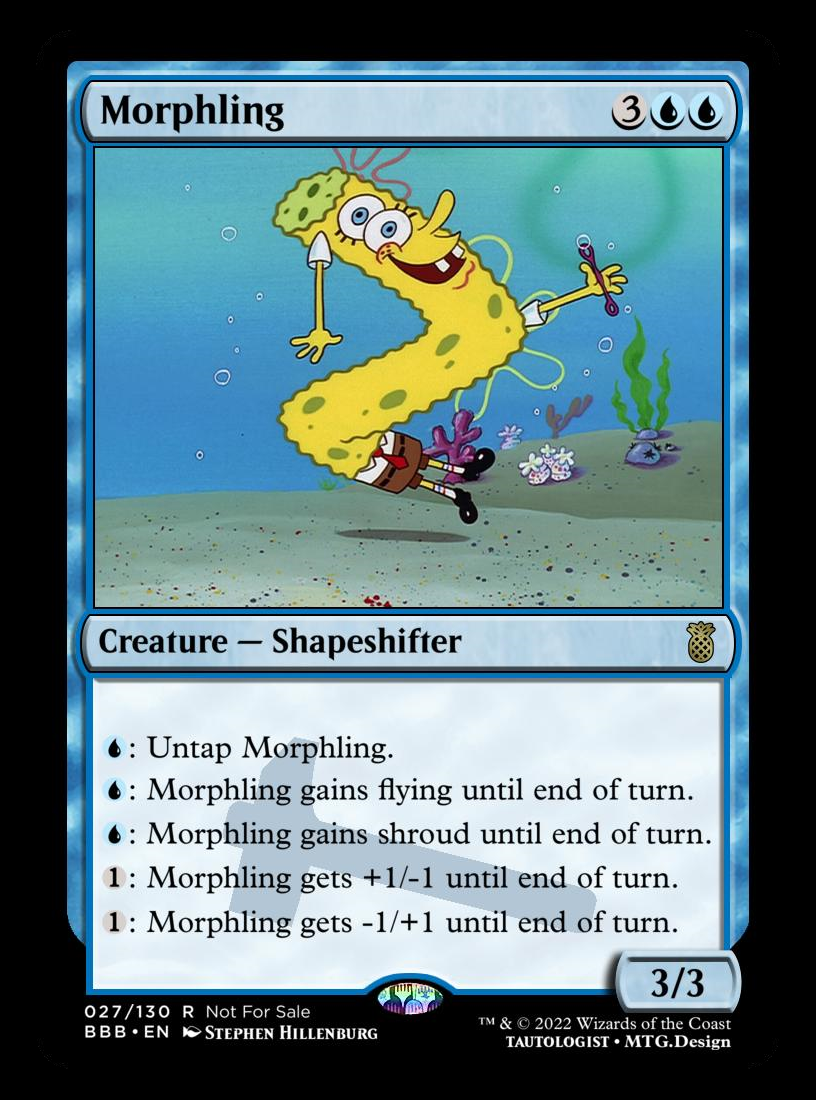 Morphling 3
Creature — Shapeshifter
: Untap Morphling.
: Morphling gains flying until end of turn.
: Morphling gains shroud until end of turn.
1: Morphling gets +1/-1 until end of turn.
1: Morphling gets -1/+1 until end of turn.
3/3
027/130 R Not For Sale
BBB • EN STEPHEN HILLENBURG
™ & © 2022 Wizards of the Coast
TAUTOLOGIST • MTG.Design